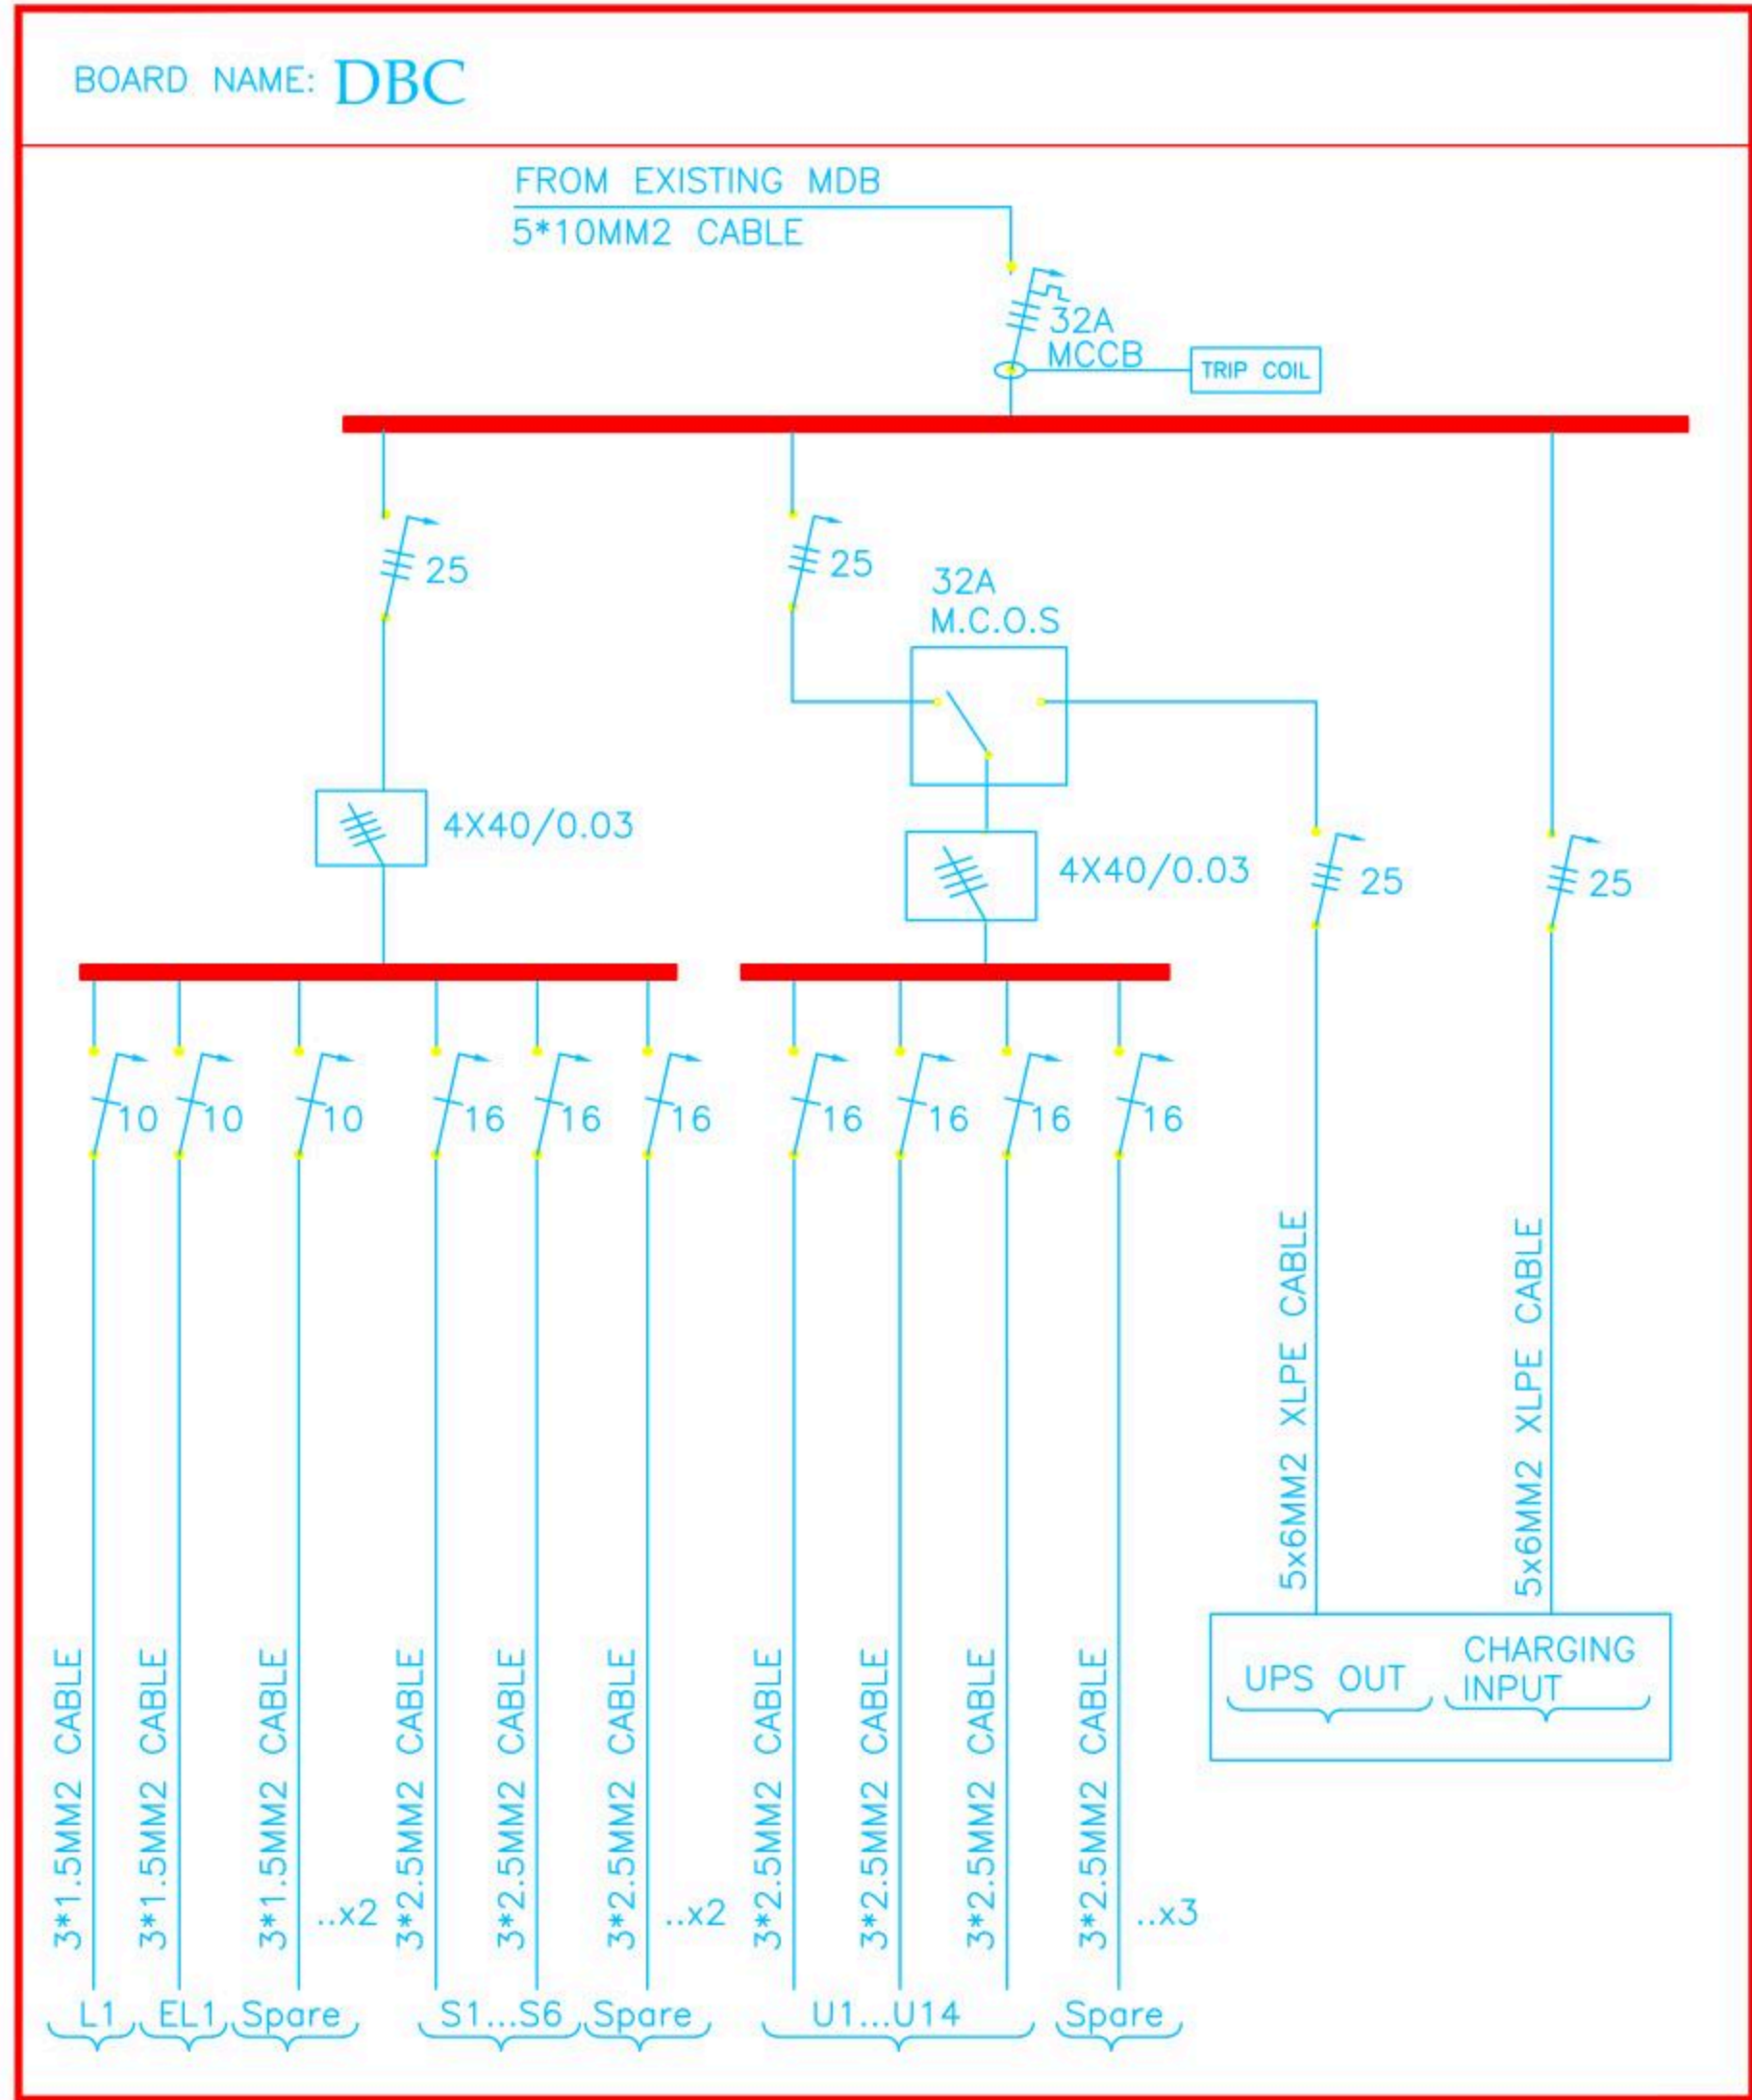 BOARD NAME: DBC
FROM EXISTING MDB
5*10MM2 CABLE
32A
MCCB
TRIP COIL
25
25
32A
M.C.O.S
4X40/0.03
4X40/0.03
25
25
10
10
10
16
16
16
16
16
16
16
3*1.5MM2 CABLE
3*1.5MM2 CABLE
3*1.5MM2 CABLE
..x2
3*2.5MM2 CABLE
3*2.5MM2 CABLE
3*2.5MM2 CABLE
..x2
3*2.5MM2 CABLE
3*2.5MM2 CABLE
3*2.5MM2 CABLE
3*2.5MM2 CABLE
..x3
5x6MM2 XLPE CABLE
5x6MM2 XLPE CABLE
UPS OUT
CHARGING
INPUT
L1
EL1
Spare
S1...S6
Spare
U1...U14
Spare